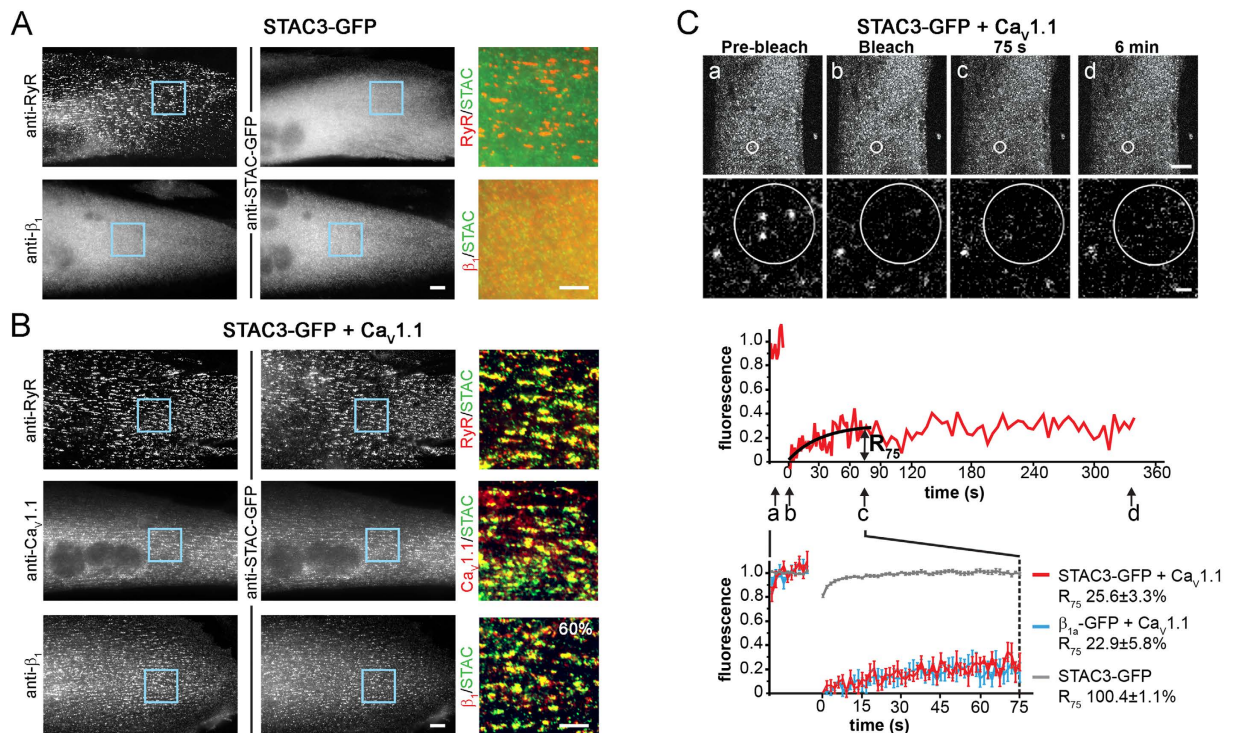 A
STAC3-GFP
anti-RyR
anti-STAC-GFP
RyR/STAC
anti-β1
β1/STAC
B
STAC3-GFP + CaV1.1
anti-RyR
anti-STAC-GFP
RyR/STAC
anti-CaV1.1
CaV1.1/STAC
anti-β1
60%
β1/STAC
C
STAC3-GFP + CaV1.1
Pre-bleach Bleach 75 s 6 min
a b c d
fluorescence
1.0
0.8
0.6
0.4
0.2
0
R75
0 30 60 90 120 180 240 300 360
time (s)
a b c d
fluorescence
1.0
0.8
0.6
0.4
0.2
0
0 15 30 45 60 75
time (s)
STAC3-GFP + CaV1.1
R75 25.6±3.3%
β1a-GFP + CaV1.1
R75 22.9±5.8%
STAC3-GFP
R75 100.4±1.1%